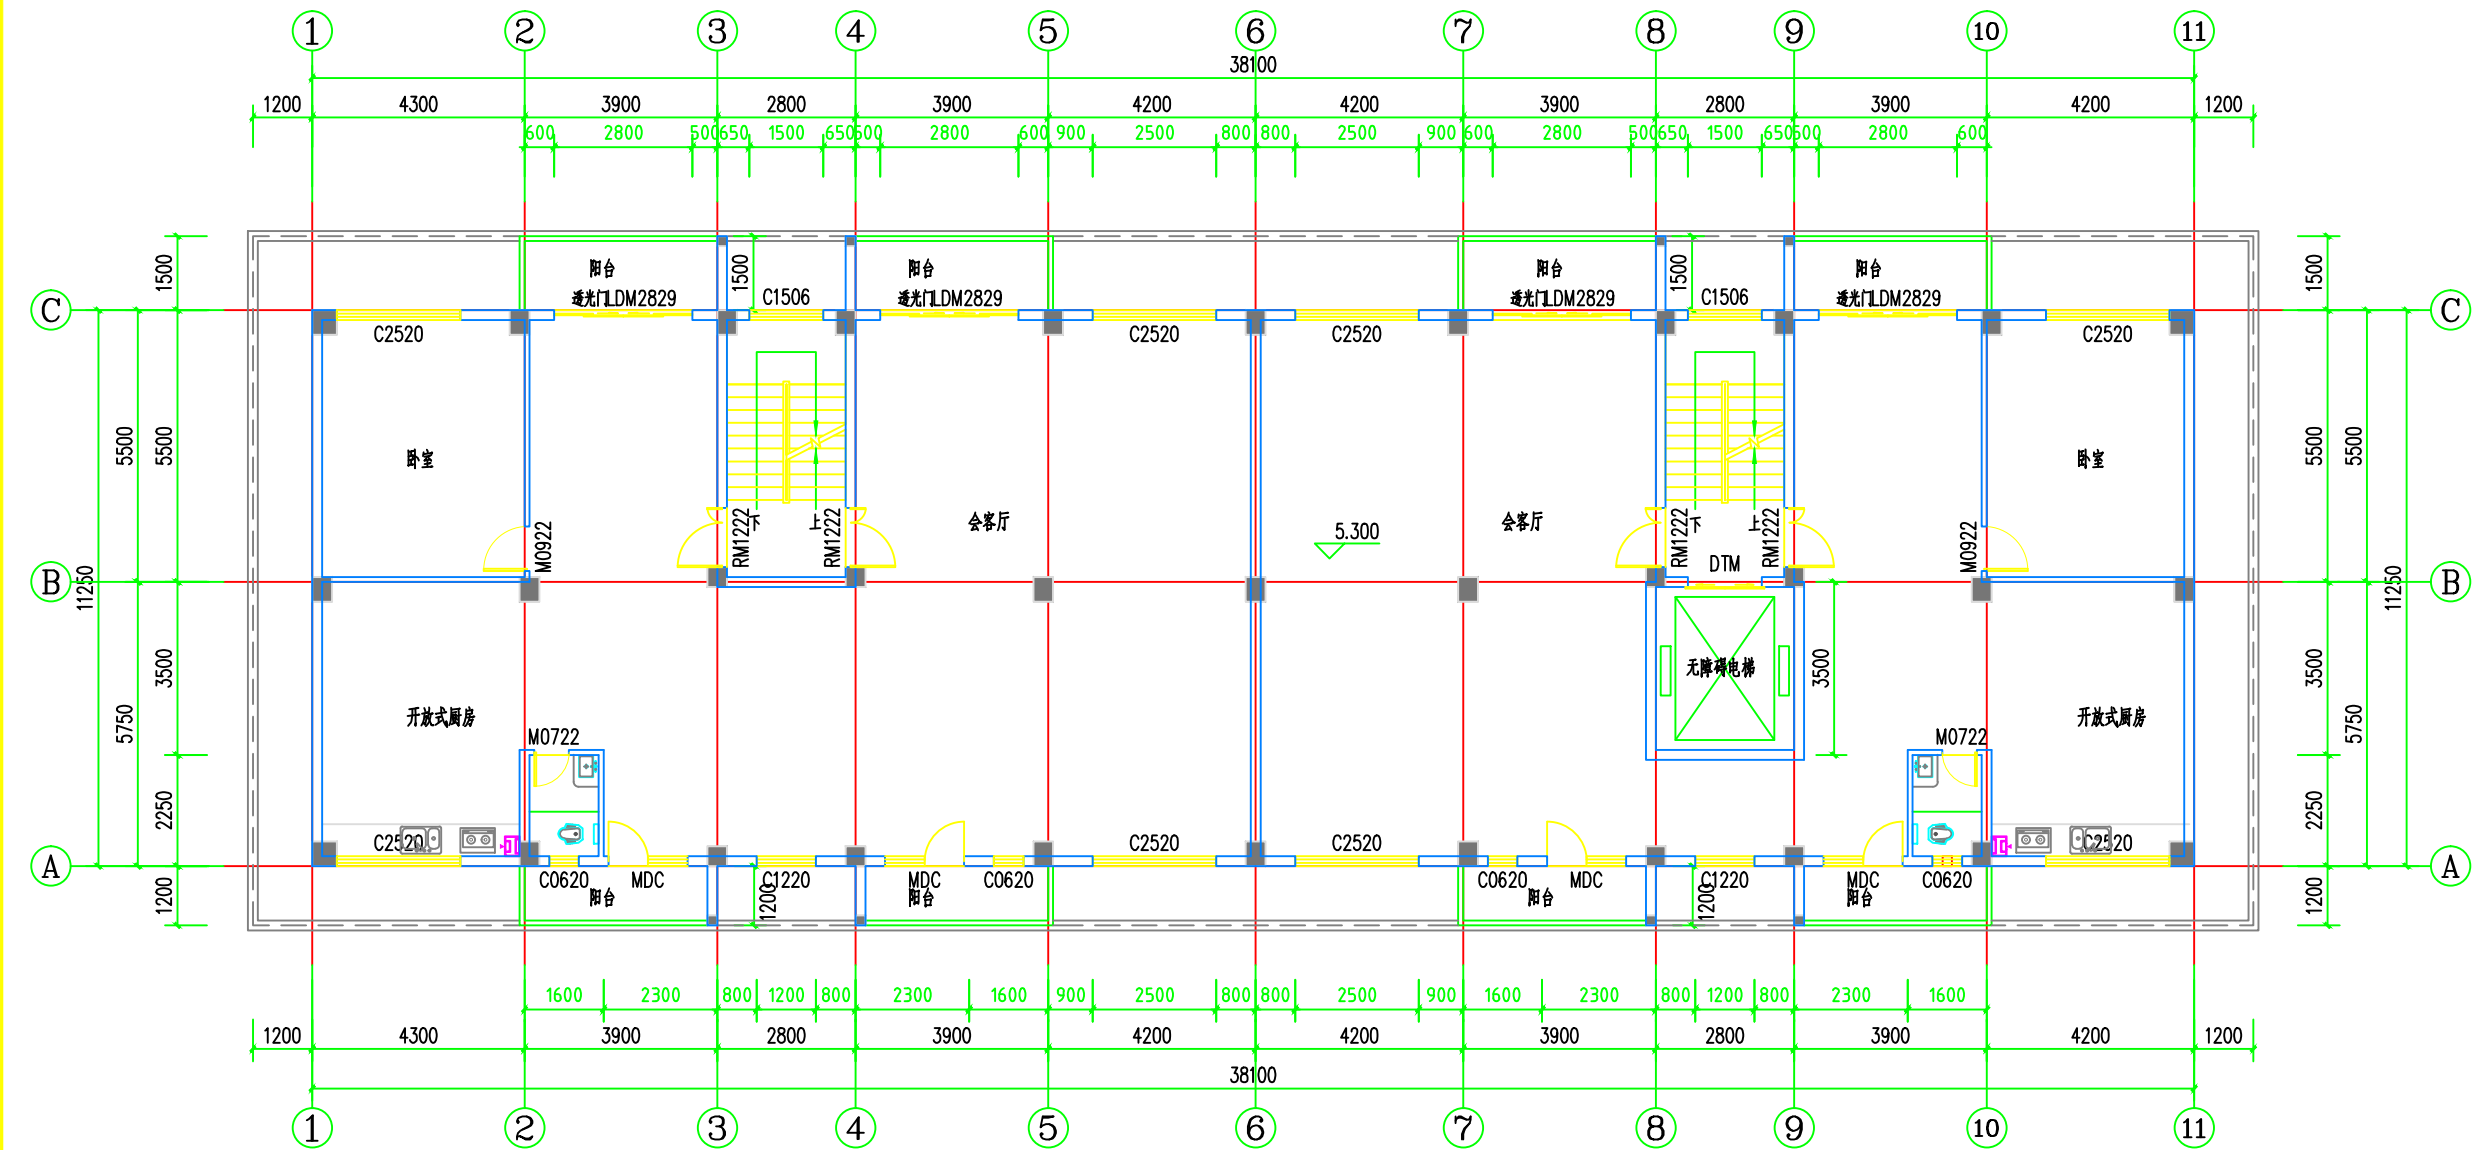 1 2 3 4 5 6 7 8 9 10 11
38100
1200 4300 3900 2800 3900 4200 4200 3900 2800 3900 4200 1200
600 2800 500 650 1500 650 500 2800 600 900 2500 800 800 2500 900 600 2800 500 650 1500 650 500 2800 600
1500 阳台 1500 阳台 阳台 1500 阳台 1500
透光门LDM2829 C1506 透光门LDM2829 透光门LDM2829 C1506 透光门LDM2829
C C
C2520 C2520 C2520 C2520
5500 5500 卧室 卧室 5500 5500
会客厅 会客厅
M0922 RM1222 下 上 RM1222 5.300 RM1222 下 上 RM1222 M0922
DTM
B B
11250 11250
3500 无障碍电梯 3500 3500
5750 开放式厨房 开放式厨房 5750
M0722 M0722
2250 2250
C2520 C2520 C2520 C2520
A A
C0620 MDC C1220 MDC C0620 C0620 MDC C1220 MDC C0620
1200 阳台 1200 阳台 阳台 1200 阳台 1200
1600 2300 800 1200 800 2300 1600 900 2500 800 800 2500 900 1600 2300 800 1200 800 2300 1600
1200 4300 3900 2800 3900 4200 4200 3900 2800 3900 4200 1200
38100
1 2 3 4 5 6 7 8 9 10 11